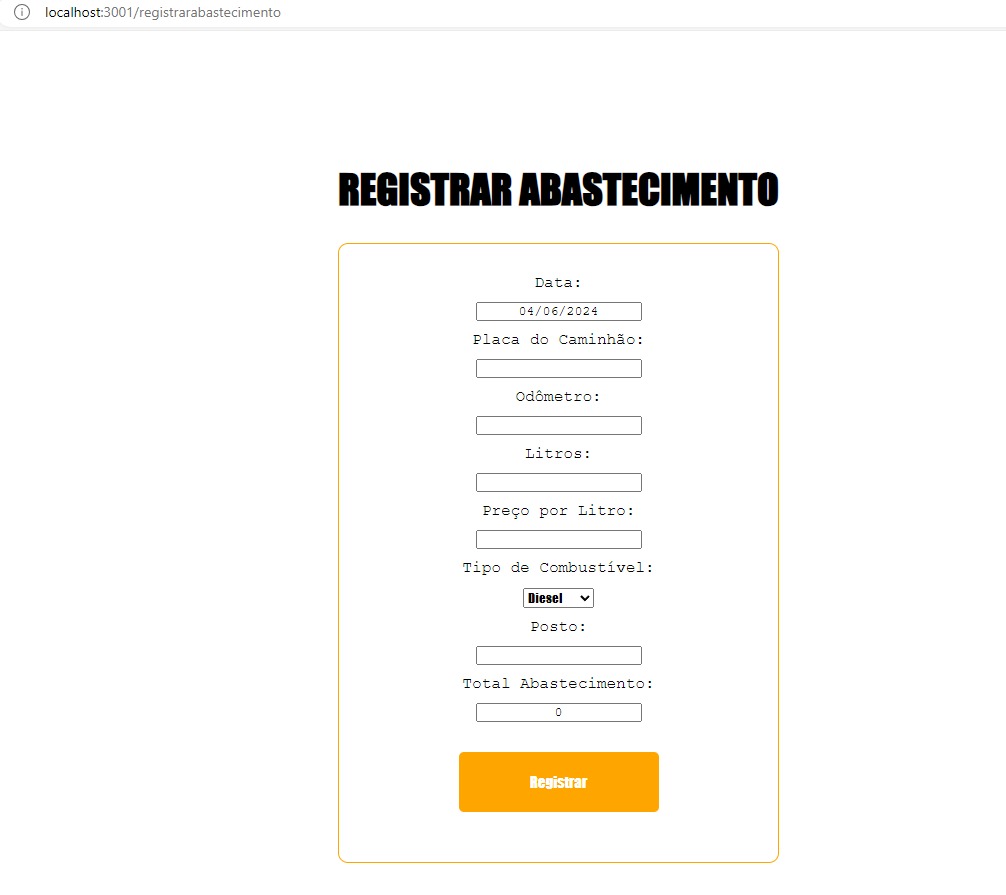 localhost:3001/registrarabastecimento
REGISTRAR ABASTECIMENTO
Data:
04/06/2024
Placa do Caminhão:
Odômetro:
Litros:
Preço por Litro:
Tipo de Combustível:
Diesel
Posto:
Total Abastecimento:
0
Registrar